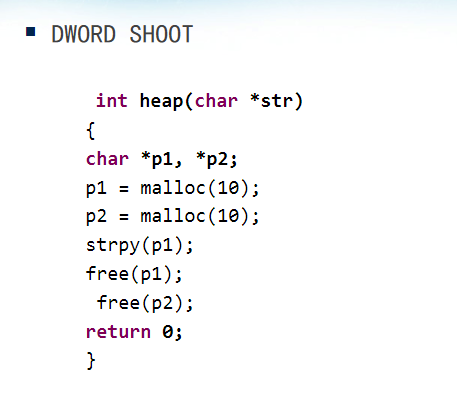 ▪ DWORD SHOOT
int heap(char *str)
{
char *p1, *p2;
p1 = malloc(10);
p2 = malloc(10);
strpy(p1);
free(p1);
free(p2);
return 0;
}